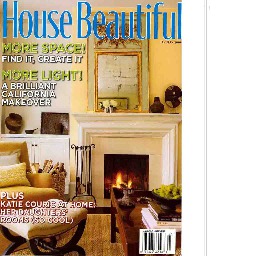 House Beautiful
MORE SPACE!
FIND IT, CREATE IT
MORE LIGHT!
A BRILLIANT
CALIFORNIA
MAKEOVER
PLUS
KATIE COURIC AT HOME:
HER DAUGHTERS'
ROOMS (SO COOL)